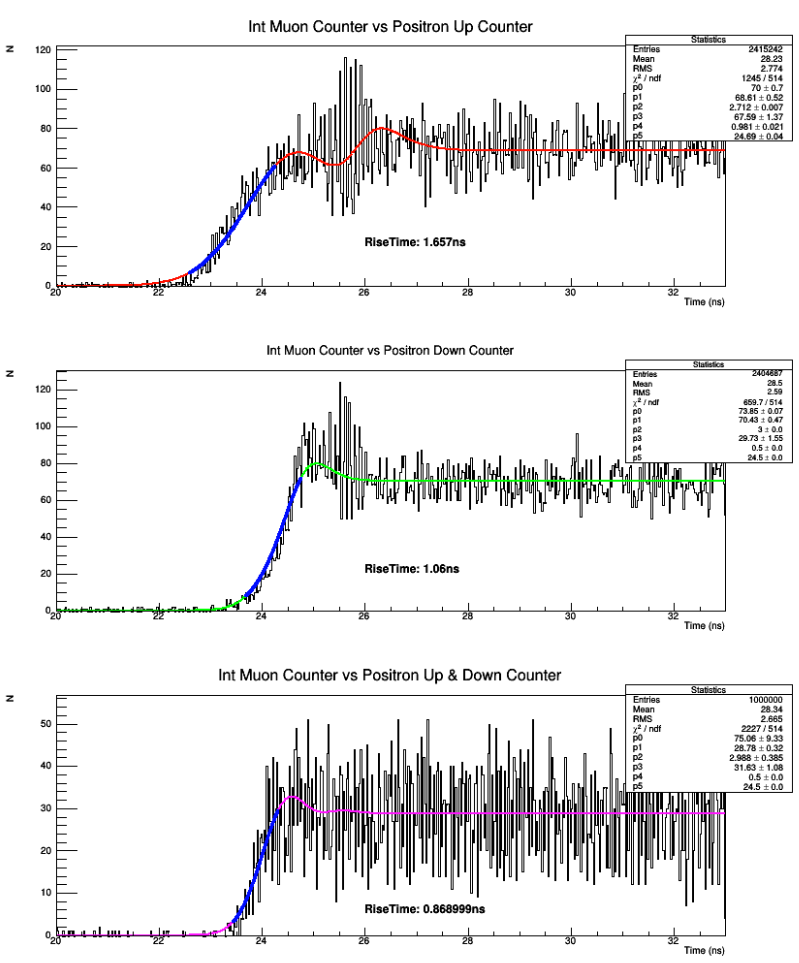 Int Muon Counter vs Positron Up Counter
N
Statistics
Entries 2415242
Mean 28.23
RMS 2.774
χ² / ndf 1245 / 514
p0 70 ± 0.7
p1 68.61 ± 0.52
p2 2.712 ± 0.007
p3 67.59 ± 1.37
p4 0.981 ± 0.021
p5 24.69 ± 0.04
120
100
80
60
40
20
0
RiseTime: 1.657ns
20 22 24 26 28 30 32
Time (ns)
Int Muon Counter vs Positron Down Counter
N
Statistics
Entries 2404687
Mean 28.5
RMS 2.59
χ² / ndf 659.7 / 514
p0 73.85 ± 0.07
p1 70.43 ± 0.47
p2 3 ± 0.0
p3 29.73 ± 1.55
p4 0.5 ± 0.0
p5 24.5 ± 0.0
120
100
80
60
40
20
0
RiseTime: 1.06ns
20 22 24 26 28 30 32
Time (ns)
Int Muon Counter vs Positron Up & Down Counter
N
Statistics
Entries 1000000
Mean 28.34
RMS 2.665
χ² / ndf 2227 / 514
p0 75.06 ± 9.33
p1 28.78 ± 0.32
p2 2.988 ± 0.385
p3 31.63 ± 1.08
p4 0.5 ± 0.0
p5 24.5 ± 0.0
50
40
30
20
10
0
RiseTime: 0.868999ns
20 22 24 26 28 30 32
Time (ns)